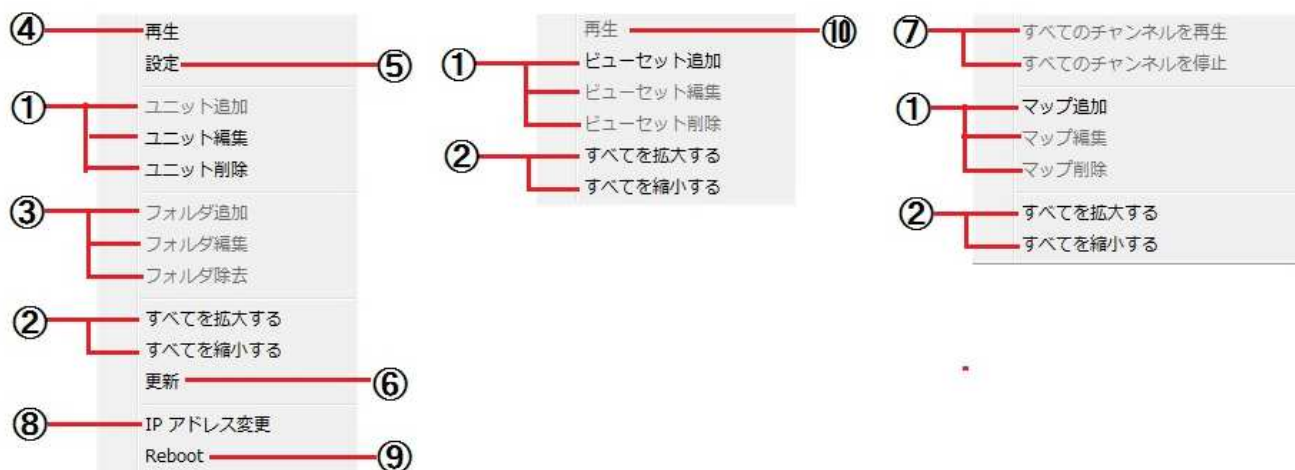 ④ 再生
設定 ⑤
① ユニット追加
ユニット編集
ユニット削除
③ フォルダ追加
フォルダ編集
フォルダ除去
② すべてを拡大する
すべてを縮小する
更新 ⑥
⑧ IP アドレス変更
Reboot ⑨
再生 ⑩
① ビューセット追加
ビューセット編集
ビューセット削除
② すべてを拡大する
すべてを縮小する
⑦ すべてのチャンネルを再生
すべてのチャンネルを停止
① マップ追加
マップ編集
マップ削除
② すべてを拡大する
すべてを縮小する